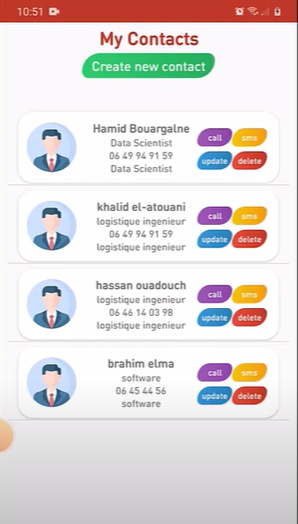 10:51
My Contacts
Create new contact
Hamid Bouargalne
Data Scientist
06 49 94 91 59
Data Scientist
call
sms
update
delete
khalid el-atouani
logistique ingenieur
06 49 94 91 59
logistique ingenieur
call
sms
update
delete
hassan ouadouch
logistique ingenieur
06 46 14 03 98
logistique ingenieur
call
sms
update
delete
brahim elma
software
06 45 44 56
software
call
sms
update
delete